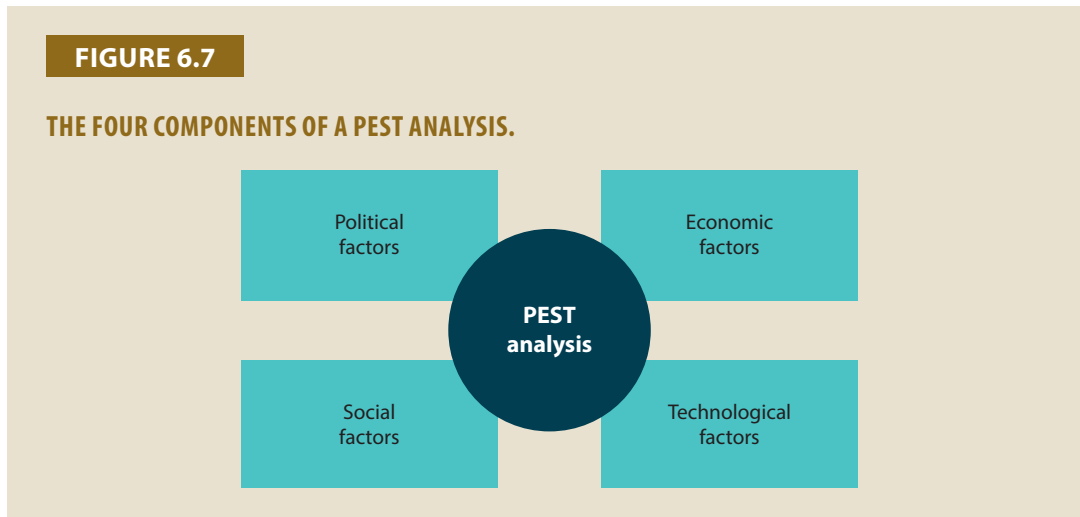 FIGURE 6.7
THE FOUR COMPONENTS OF A PEST ANALYSIS.
Political
factors
Economic
factors
PEST
analysis
Social
factors
Technological
factors